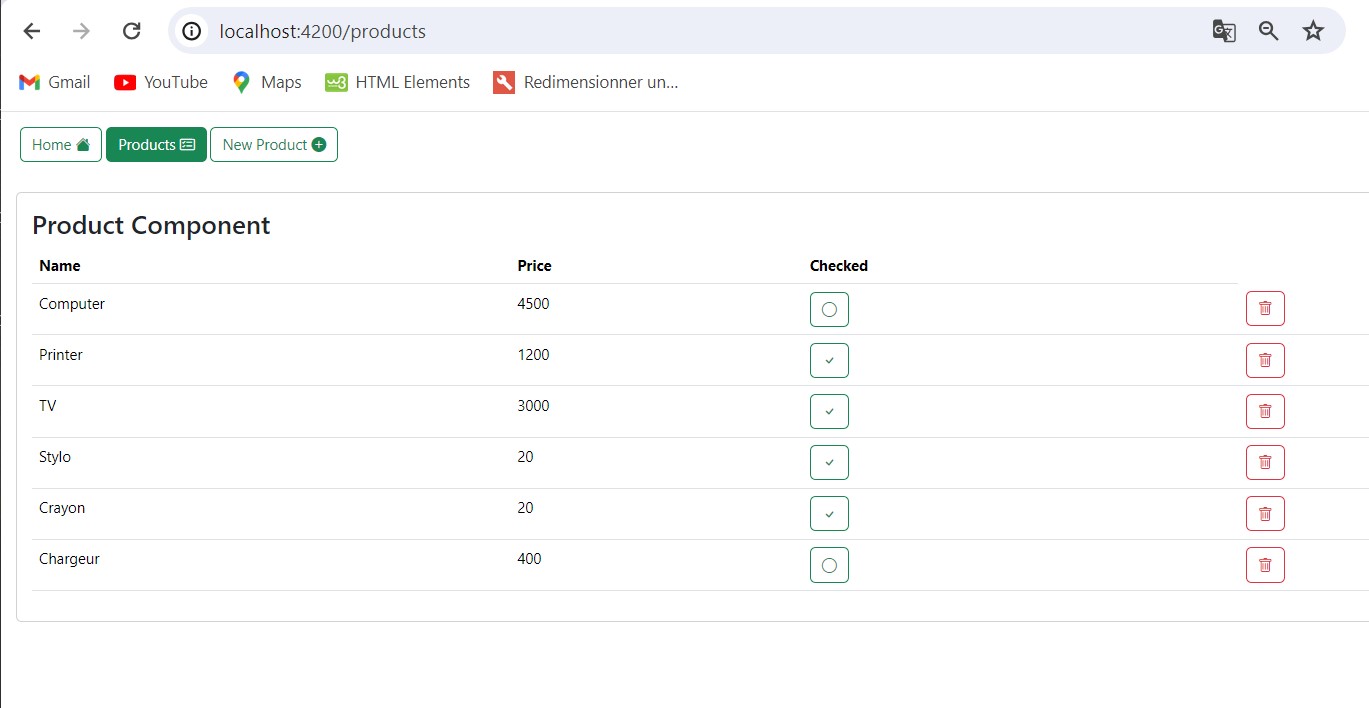 localhost:4200/products
Gmail YouTube Maps HTML Elements Redimensionner un...
Home Products New Product
Product Component
Name Price Checked
Computer 4500
Printer 1200
TV 3000
Stylo 20
Crayon 20
Chargeur 400